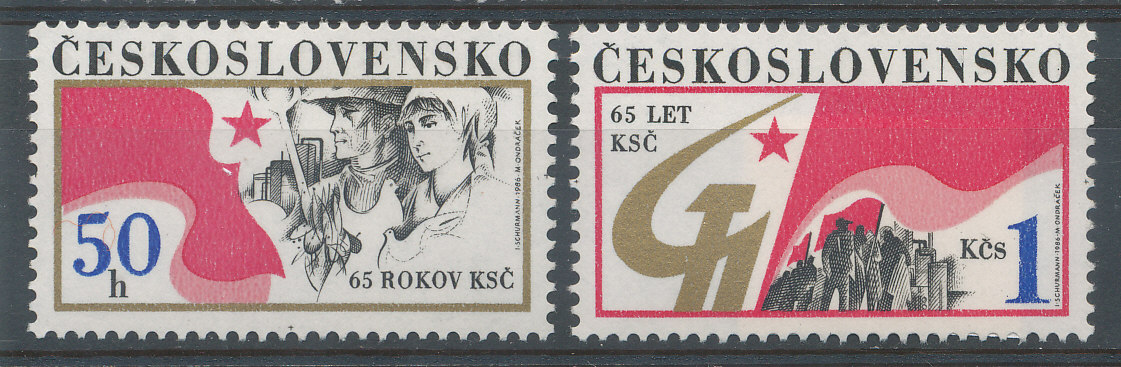 ČESKOSLOVENSKO
50
h
65 ROKOV KSČ
I·SCHURMANN·1986·M·ONDRÁČEK
ČESKOSLOVENSKO
65 LET
KSČ
KČS 1
I·SCHURMANN·1986·M·ONDRÁČEK